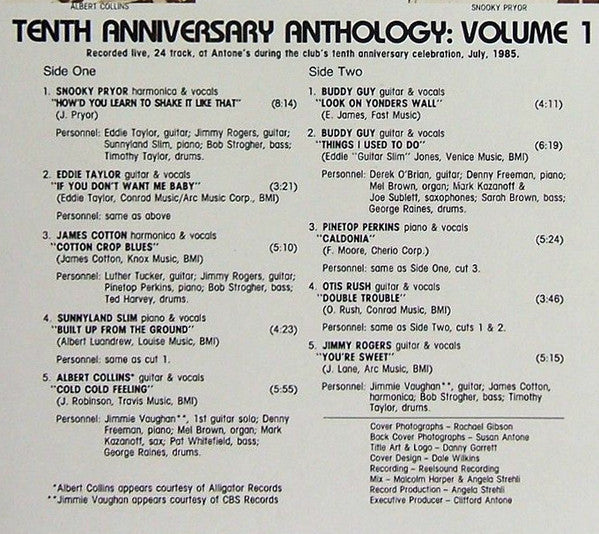 ALBERT COLLINS
SNOOKY PRYOR
TENTH ANNIVERSARY ANTHOLOGY: VOLUME 1
Recorded live, 24 track, at Antone's during the club's tenth anniversary celebration, July, 1985.
Side One
1. SNOOKY PRYOR harmonica & vocals
"HOW'D YOU LEARN TO SHAKE IT LIKE THAT" (8:14)
(J. Pryor)
Personnel: Eddie Taylor, guitar; Jimmy Rogers, guitar;
Sunnyland Slim, piano; Bob Strogher, bass;
Timothy Taylor, drums.
2. EDDIE TAYLOR guitar & vocals
"IF YOU DON'T WANT ME BABY" (3:21)
(Eddie Taylor, Conrad Music/Arc Music Corp., BMI)
Personnel: same as above
3. JAMES COTTON harmonica & vocals
"COTTON CROP BLUES" (5:10)
(James Cotton, Knox Music, BMI)
Personnel: Luther Tucker, guitar; Jimmy Rogers, guitar;
Pinetop Perkins, piano; Bob Strogher, bass;
Ted Harvey, drums.
4. SUNNYLAND SLIM piano & vocals
"BUILT UP FROM THE GROUND" (4:23)
(Albert Luandrew, Louise Music, BMI)
Personnel: same as cut 1.
5. ALBERT COLLINS* guitar & vocals
"COLD COLD FEELING" (5:55)
(J. Robinson, Travis Music, BMI)
Personnel: Jimmie Vaughan**, 1st guitar solo; Denny
Freeman, piano; Mel Brown, organ; Mark
Kazanoff, sax; Pat Whitefield, bass;
George Raines, drums.
*Albert Collins appears courtesy of Alligator Records
**Jimmie Vaughan appears courtesy of CBS Records
Side Two
1. BUDDY GUY guitar & vocals
"LOOK ON YONDERS WALL" (4:11)
(E. James, Fast Music)
2. BUDDY GUY guitar & vocals
"THINGS I USED TO DO" (6:19)
(Eddie "Guitar Slim" Jones, Venice Music, BMI)
Personnel: Derek O'Brian, guitar; Denny Freeman, piano;
Mel Brown, organ; Mark Kazanoff &
Joe Sublett, saxophones; Sarah Brown, bass;
George Raines, drums.
3. PINETOP PERKINS piano & vocals
"CALDONIA" (5:24)
(F. Moore, Cherio Corp.)
Personnel: same as Side One, cut 3.
4. OTIS RUSH guitar & vocals
"DOUBLE TROUBLE" (3:46)
(O. Rush, Conrad Music, BMI)
Personnel: same as Side Two, cuts 1 & 2.
5. JIMMY ROGERS guitar & vocals
"YOU'RE SWEET" (5:15)
(J. Lane, Arc Music, BMI)
Personnel: Jimmie Vaughan**, guitar; James Cotton,
harmonica; Bob Strogher, bass; Timothy
Taylor, drums.
Cover Photographs – Rachael Gibson
Back Cover Photographs – Susan Antone
Title Art & Logo – Danny Garrett
Cover Design – Dale Wilkins
Recording – Reelsound Recording
Mix – Malcolm Harper & Angela Strehli
Record Production – Angela Strehli
Executive Producer – Clifford Antone